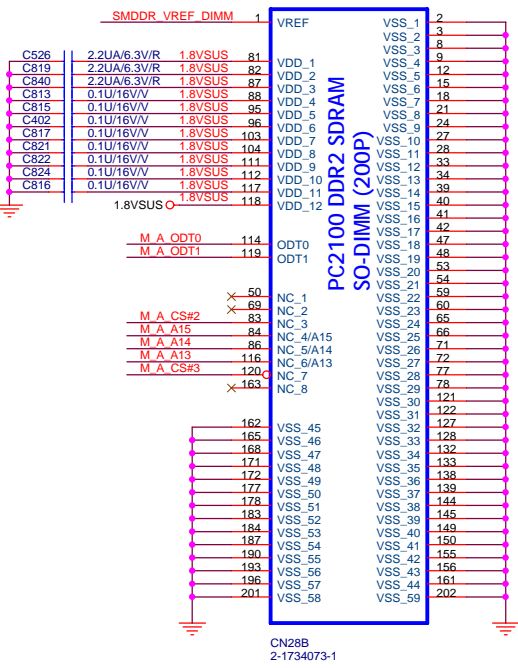 SMDDR_VREF_DIMM 1 VREF VSS_1 2
VSS_2 3
VSS_3 8
C526 2.2UA/6.3V/R 1.8VSUS 81 VDD_1 VSS_4 9
C819 2.2UA/6.3V/R 1.8VSUS 82 VDD_2 VSS_5 12
C840 2.2UA/6.3V/R 1.8VSUS 87 VDD_3 VSS_6 15
C813 0.1U/16V/V 1.8VSUS 88 VDD_4 VSS_7 18
C815 0.1U/16V/V 1.8VSUS 95 VDD_5 VSS_8 21
C402 0.1U/16V/V 1.8VSUS 96 VDD_6 VSS_9 24
C817 0.1U/16V/V 1.8VSUS 103 VDD_7 VSS_10 27
C821 0.1U/16V/V 1.8VSUS 104 VDD_8 VSS_11 28
C822 0.1U/16V/V 1.8VSUS 111 VDD_9 VSS_12 33
C824 0.1U/16V/V 1.8VSUS 112 VDD_10 VSS_13 34
C816 0.1U/16V/V 1.8VSUS 117 VDD_11 VSS_14 39
1.8VSUS 1.8VSUS 118 VDD_12 VSS_15 40
VSS_16 41
VSS_17 42
M_A_ODT0 114 ODT0 VSS_18 47
M_A_ODT1 119 ODT1 VSS_19 48
VSS_20 53
VSS_21 54
50 NC_1 VSS_22 59
69 NC_2 VSS_23 60
M_A_CS#2 83 NC_3 VSS_24 65
M_A_A15 84 NC_4/A15 VSS_25 66
M_A_A14 86 NC_5/A14 VSS_26 71
M_A_A13 116 NC_6/A13 VSS_27 72
M_A_CS#3 120 NC_7 VSS_28 77
163 NC_8 VSS_29 78
VSS_30 121
VSS_31 122
162 VSS_45 VSS_32 127
165 VSS_46 VSS_33 128
168 VSS_47 VSS_34 132
171 VSS_48 VSS_35 133
172 VSS_49 VSS_36 138
177 VSS_50 VSS_37 139
178 VSS_51 VSS_38 144
183 VSS_52 VSS_39 145
184 VSS_53 VSS_40 149
187 VSS_54 VSS_41 150
190 VSS_55 VSS_42 155
193 VSS_56 VSS_43 156
196 VSS_57 VSS_44 161
201 VSS_58 VSS_59 202
PC2100 DDR2 SDRAM
SO-DIMM (200P)
CN28B
2-1734073-1